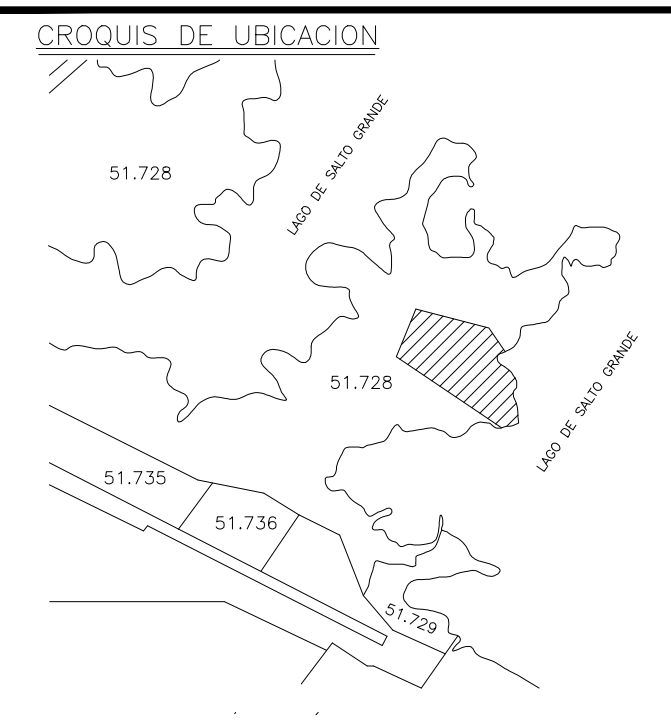 CROQUIS DE UBICACION
LAGO DE SALTO GRANDE
51.728
51.728
LAGO DE SALTO GRANDE
51.735
51.736
51.729